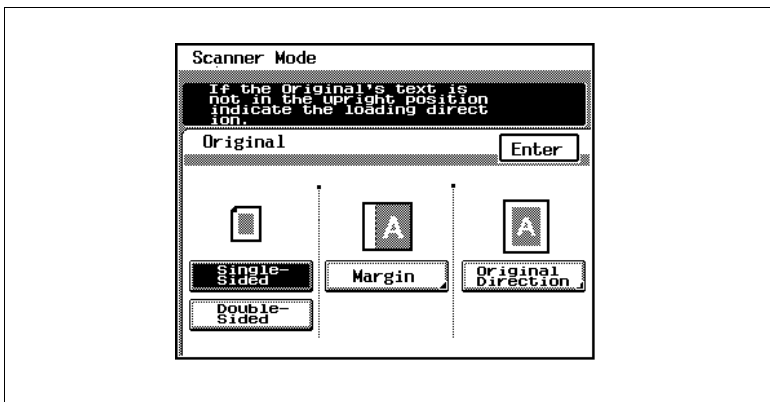 Scanner Mode
If the Original's text is
not in the upright position
indicate the loading direct
ion.
Original
Enter
A
A
Single-
Sided
Margin
Original
Direction
Double-
Sided